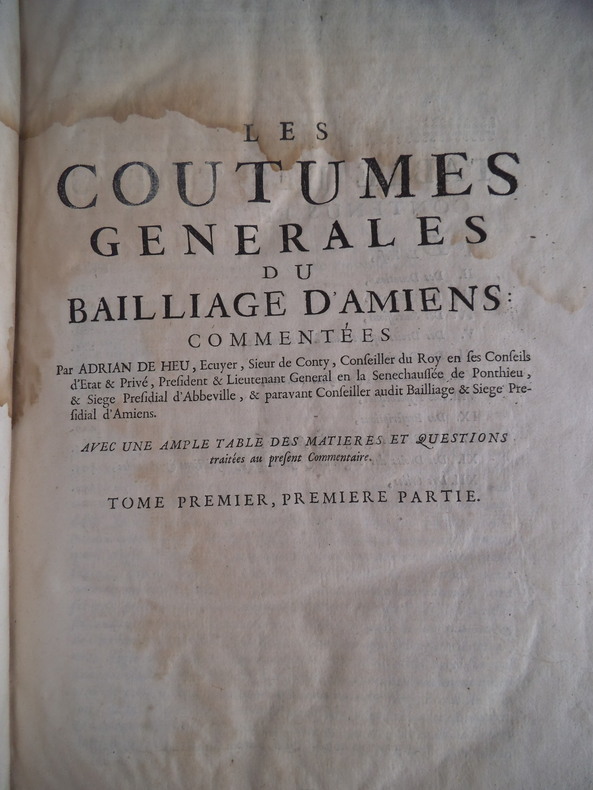 LES
COUTUMES
GENERALES
DU
BAILLIAGE D'AMIENS:
COMMENTÉES
Par ADRIAN DE HEU, Ecuyer, Sieur de Conty, Conſeiller du Roy en ſes Conſeils
d'Etat & Privé, Preſident & Lieutenant General en la Senechauſſée de Ponthieu,
& Siege Preſidial d'Abbeville, & paravant Conſeiller audit Bailliage & Siege Pre-
ſidial d'Amiens.
AVEC UNE AMPLE TABLE DES MATIERES ET QUESTIONS
traitées au preſent Commentaire.
TOME PREMIER, PREMIERE PARTIE.